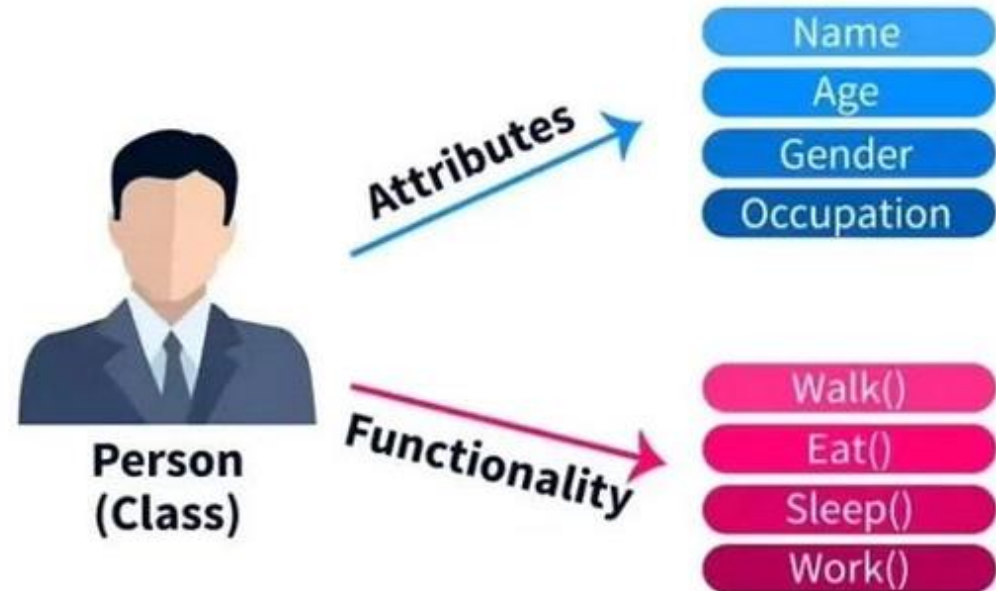 Person
(Class)
Attributes
Name
Age
Gender
Occupation
Functionality
Walk()
Eat()
Sleep()
Work()